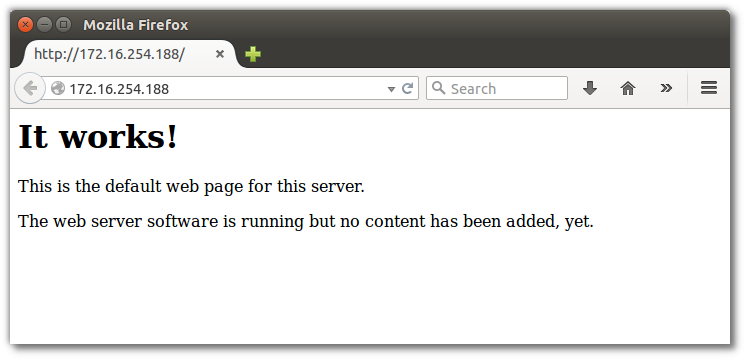 Mozilla Firefox
http://172.16.254.188/
172.16.254.188
Search
It works!
This is the default web page for this server.
The web server software is running but no content has been added, yet.